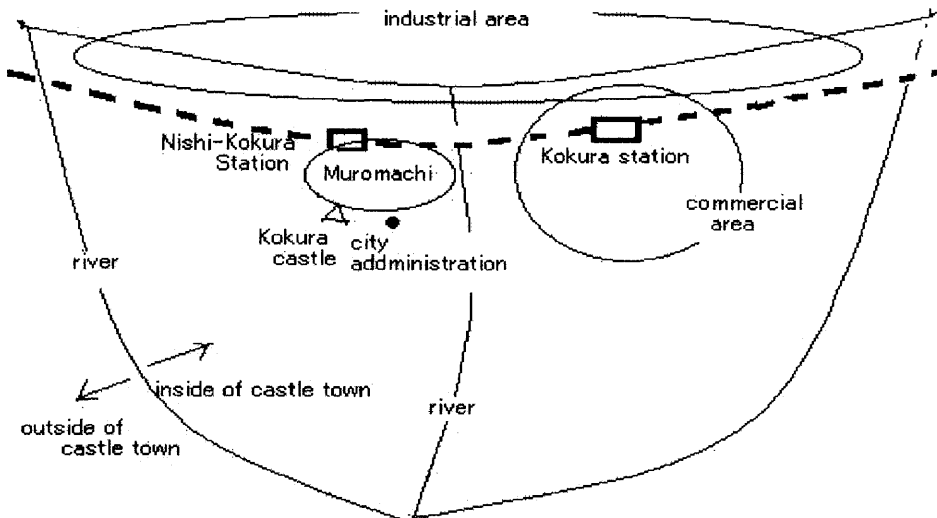 industrial area
Nishi-Kokura
Station
Kokura station
Muromachi
commercial
area
Kokura
castle
city
addministration
river
inside of castle town
outside of
castle town
river